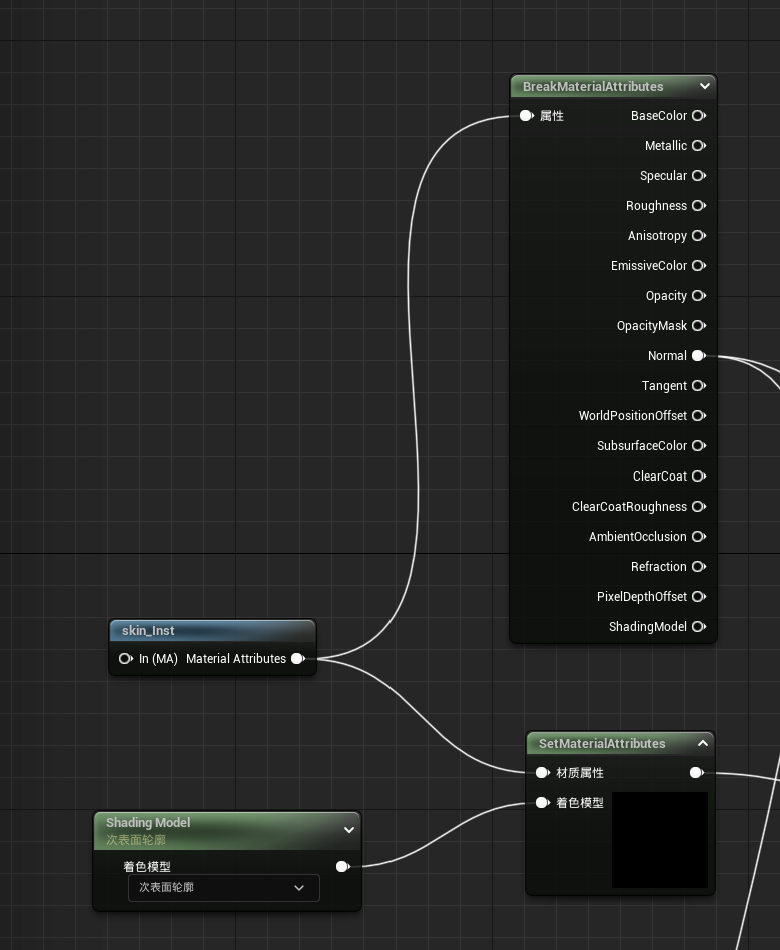 BreakMaterialAttributes
属性
BaseColor
Metallic
Specular
Roughness
Anisotropy
EmissiveColor
Opacity
OpacityMask
Normal
Tangent
WorldPositionOffset
SubsurfaceColor
ClearCoat
ClearCoatRoughness
AmbientOcclusion
Refraction
PixelDepthOffset
ShadingModel
skin_Inst
In (MA) Material Attributes
SetMaterialAttributes
材质属性
着色模型
Shading Model
次表面轮廓
着色模型
次表面轮廓